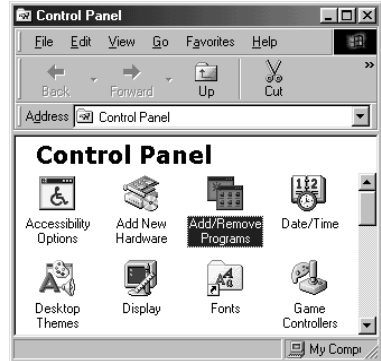 Control Panel
File Edit View Go Favorites Help
Back Forward Up Cut »
Address Control Panel
Control Panel
Accessibility Options
Add New Hardware
Add/Remove Programs
Date/Time
Desktop Themes
Display
Fonts
Game Controllers
My Compu